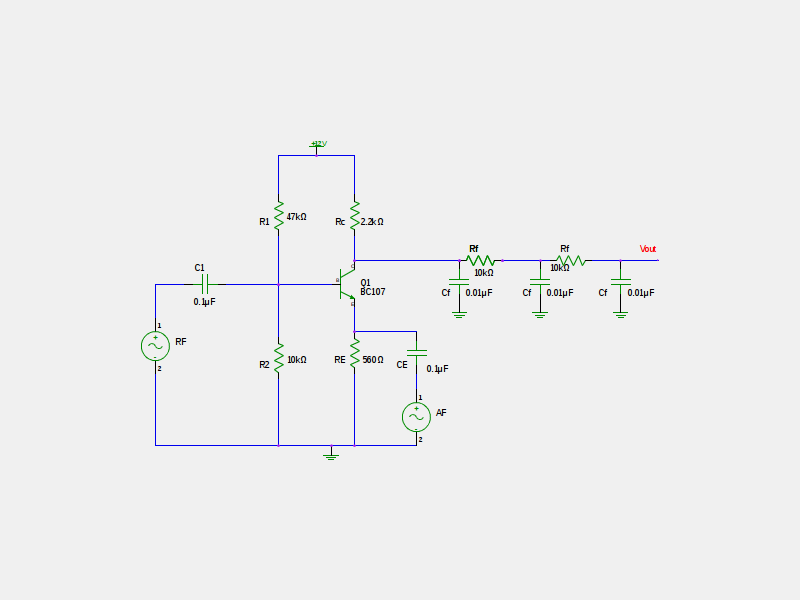 +12V
R1 47kΩ Rc 2.2kΩ
Rf Rf Vout
10kΩ 10kΩ
C1
0.1µF
B C E
Q1
BC107
Cf 0.01µF Cf 0.01µF Cf 0.01µF
1
+
RF
-
2
R2 10kΩ RE 560Ω
CE 0.1µF
1
+
AF
-
2